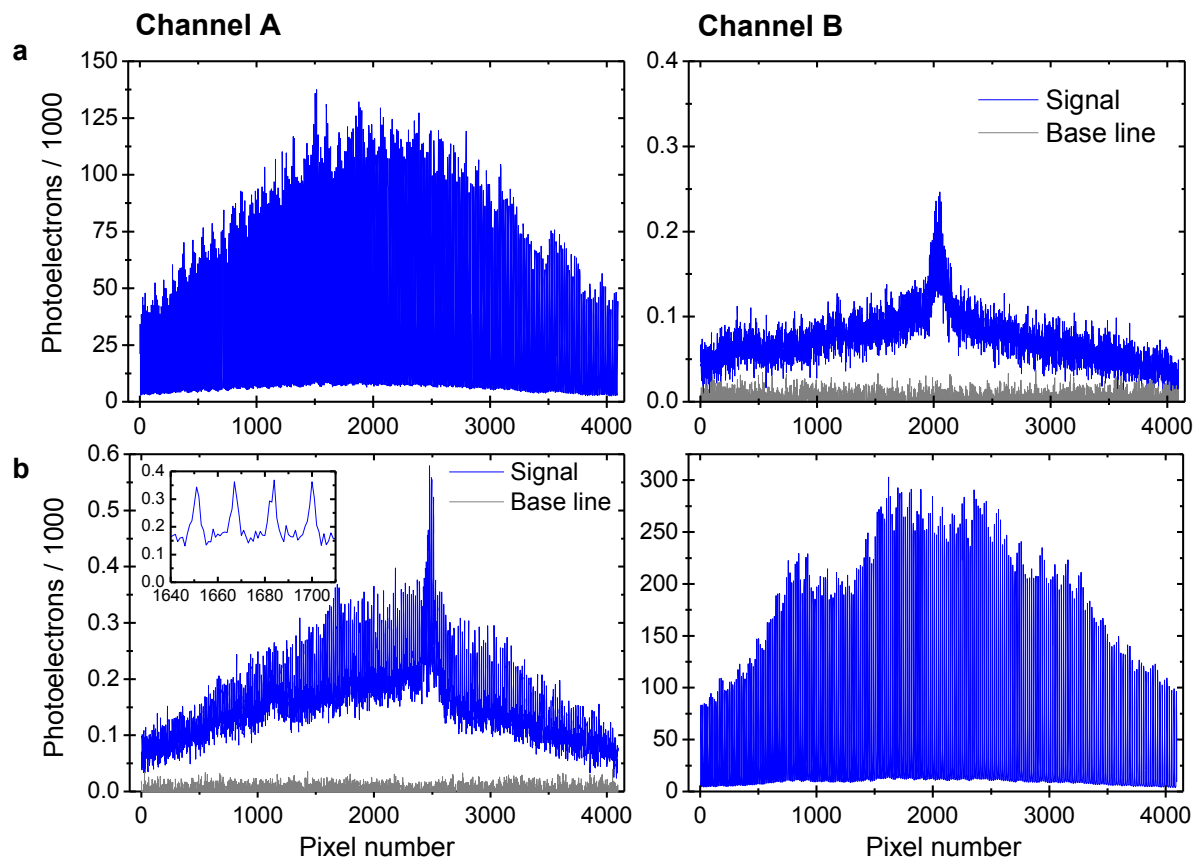 Channel A
Channel B
a
Photoelectrons / 1000
150
125
100
75
50
25
0
0 1000 2000 3000 4000
0.4
0.3
0.2
0.1
0.0
0 1000 2000 3000 4000
Signal
Base line
b
Photoelectrons / 1000
0.6
0.5
0.4
0.3
0.2
0.1
0.0
0 1000 2000 3000 4000
Pixel number
0.4
0.3
0.2
0.1
0.0
1640 1660 1680 1700
Signal
Base line
300
250
200
150
100
50
0
0 1000 2000 3000 4000
Pixel number